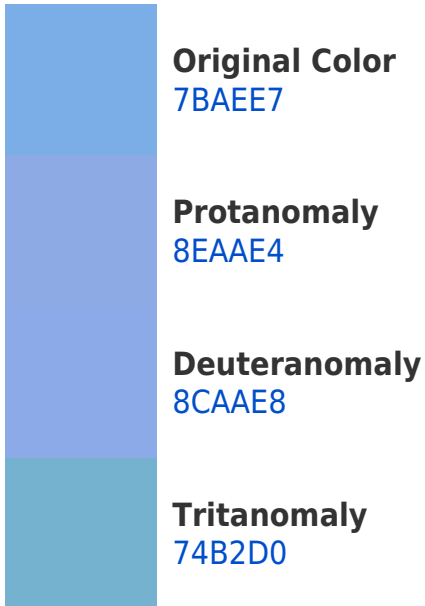 Original Color
7BAEE7
Protanomaly
8EAAE4
Deuteranomaly
8CAAE8
Tritanomaly
74B2D0